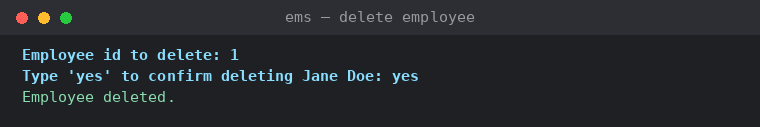 ems — delete employee
Employee id to delete: 1
Type 'yes' to confirm deleting Jane Doe: yes
Employee deleted.